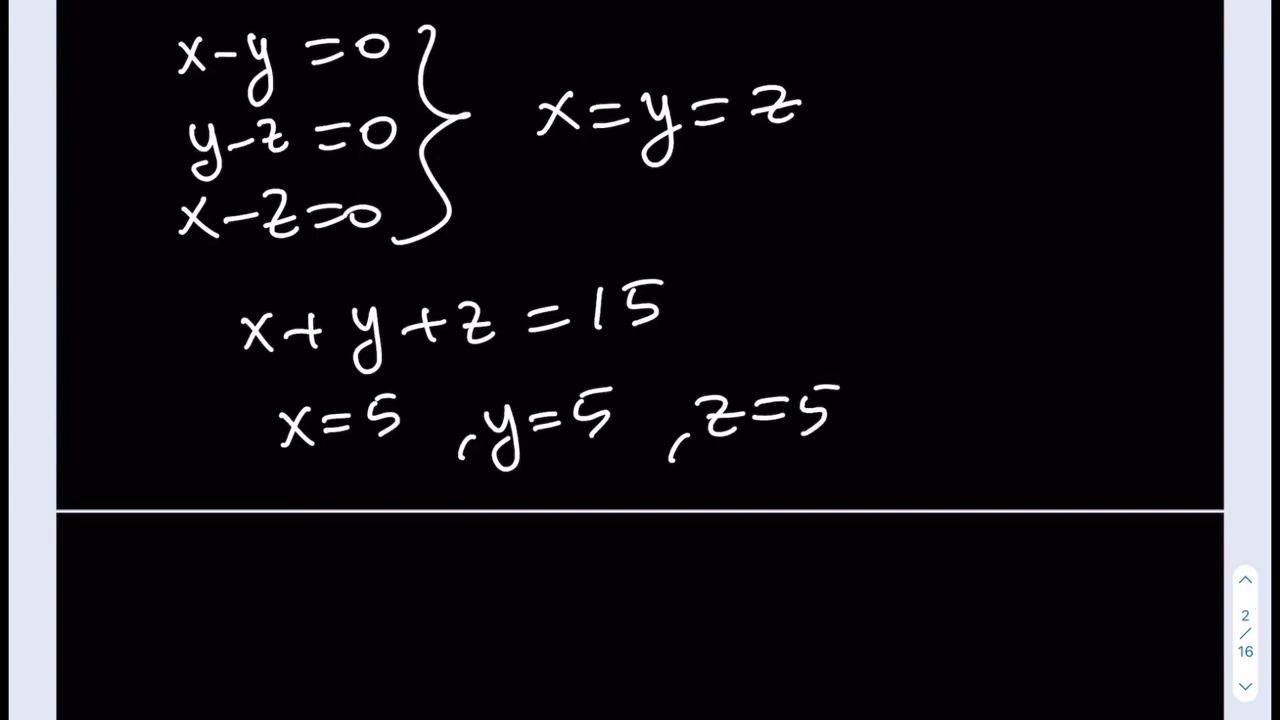 x-y=0
y-z=0
x-z=0
x=y=z
x+y+z=15
x=5 , y=5 , z=5
2
/
16